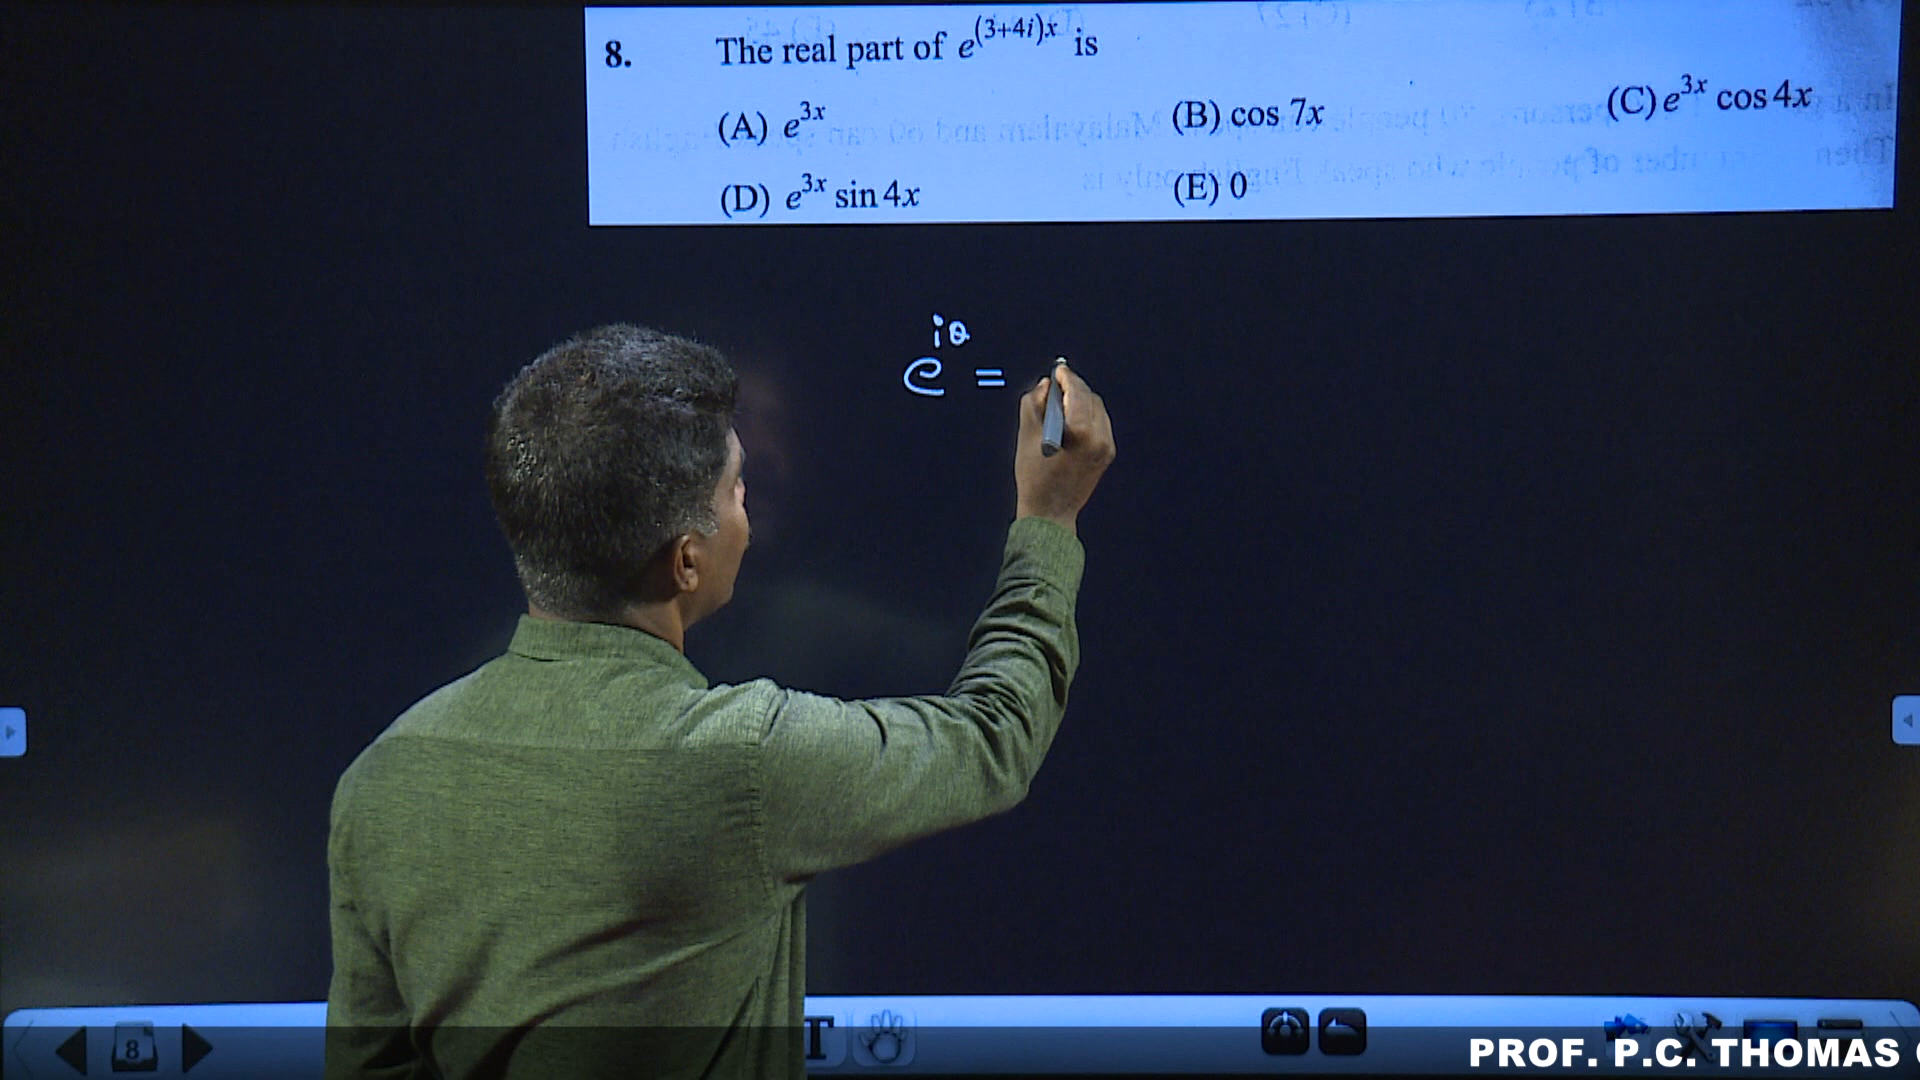 8. The real part of e^{(3+4i)x} is
(A) e^{3x} (B) cos 7x (C) e^{3x} cos 4x
(D) e^{3x} sin 4x (E) 0
e^{iθ} =
8
T
PROF. P.C. THOMAS